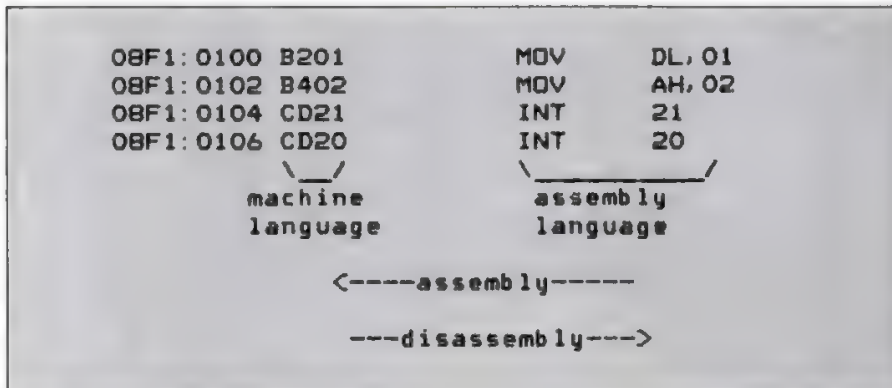 08F1:0100 B201 MOV DL,01
08F1:0102 B402 MOV AH,02
08F1:0104 CD21 INT 21
08F1:0106 CD20 INT 20
\__/ \___________/
machine assembly
language language
<----assembly-----
---disassembly--->